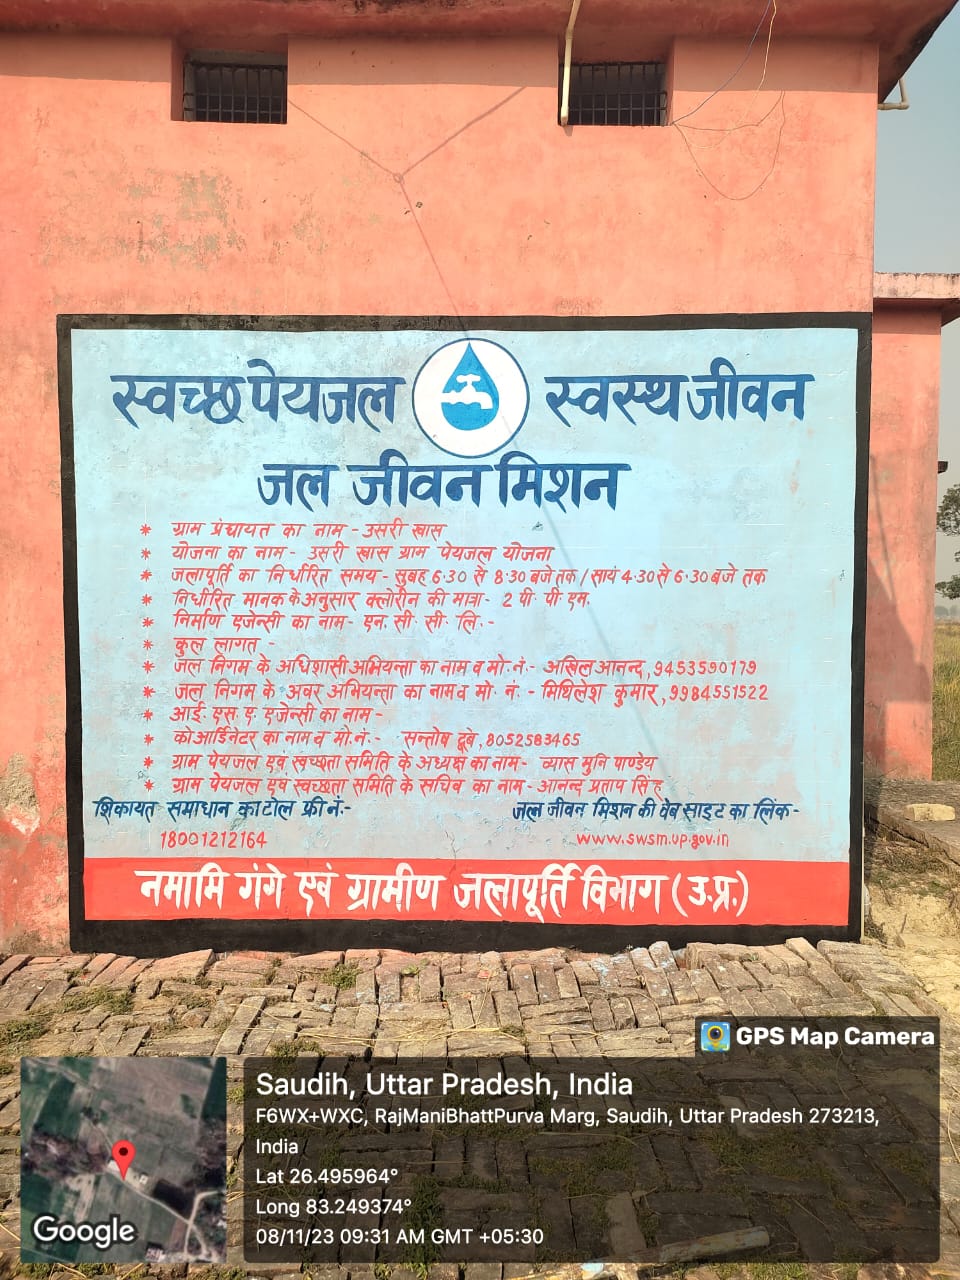 स्वच्छ पेयजल स्वस्थ जीवन
जल जीवन मिशन
* ग्राम पंचायत का नाम - उसरी खास
* योजना का नाम - उसरी खास ग्राम पेयजल योजना
* जलापूर्ति का निर्धारित समय - सुबह 6.30 से 8.30 बजे तक / सायं 4.30 से 6.30 बजे तक
* निर्धारित मानक के अनुसार क्लोरीन की मात्रा - 2 पी. पी. एम.
* निर्माण एजेन्सी का नाम - एन. सी. सी. लि. -
* कुल लागत -
* जल निगम के अधिशासी अभियन्ता का नाम व मो. नं. - अखिल आनन्द, 9453590179
* जल निगम के अवर अभियन्ता का नाम व मो. नं. - मिथिलेश कुमार, 9984551522
* आई. एस. ए. एजेन्सी का नाम -
* कोआर्डिनेटर का नाम व मो. नं. - सन्तोष दूबे, 8052583465
* ग्राम पेयजल एवं स्वच्छता समिति के अध्यक्ष का नाम - व्यास मुनि पाण्डेय
* ग्राम पेयजल एवं स्वच्छता समिति के सचिव का नाम - आनन्द प्रताप सिंह
शिकायत समाधान का टोल फ्री नं. - जल जीवन मिशन की वेब साइट का लिंक -
18001212164 www.swsm.up.gov.in
नमामि गंगे एवं ग्रामीण जलापूर्ति विभाग (उ.प्र.)
GPS Map Camera
Saudih, Uttar Pradesh, India
F6WX+WXC, RajManiBhattPurva Marg, Saudih, Uttar Pradesh 273213,
India
Lat 26.495964°
Long 83.249374°
08/11/23 09:31 AM GMT +05:30
Google